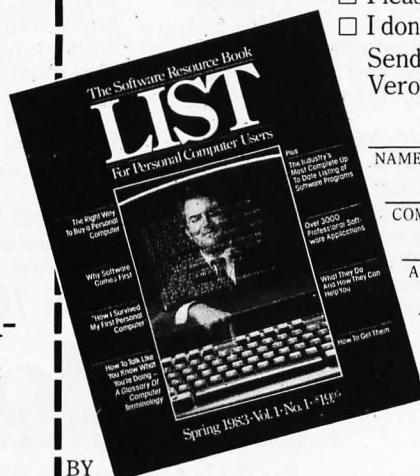 ☐ I don
Send
Vero
NAME
COM
A
The Software Resource Book
LIST
For Personal Computer Users
The Right Way
To Buy a Personal
Computer
Why Software
Comes First
"How I Survived
My First Personal
Computer
How To Talk Like
You Know What
You're Doing –
A Glossary Of
Computer
Terminology
Plus
The Industry's
Most Complete Up
To Date Listing of
Software Programs
Over 3000
Professional Soft-
ware Applications
What They Do
And How They Can
Help You
How To Get Them
Spring 1983·Vol. 1·No. 1·$19.95
BY